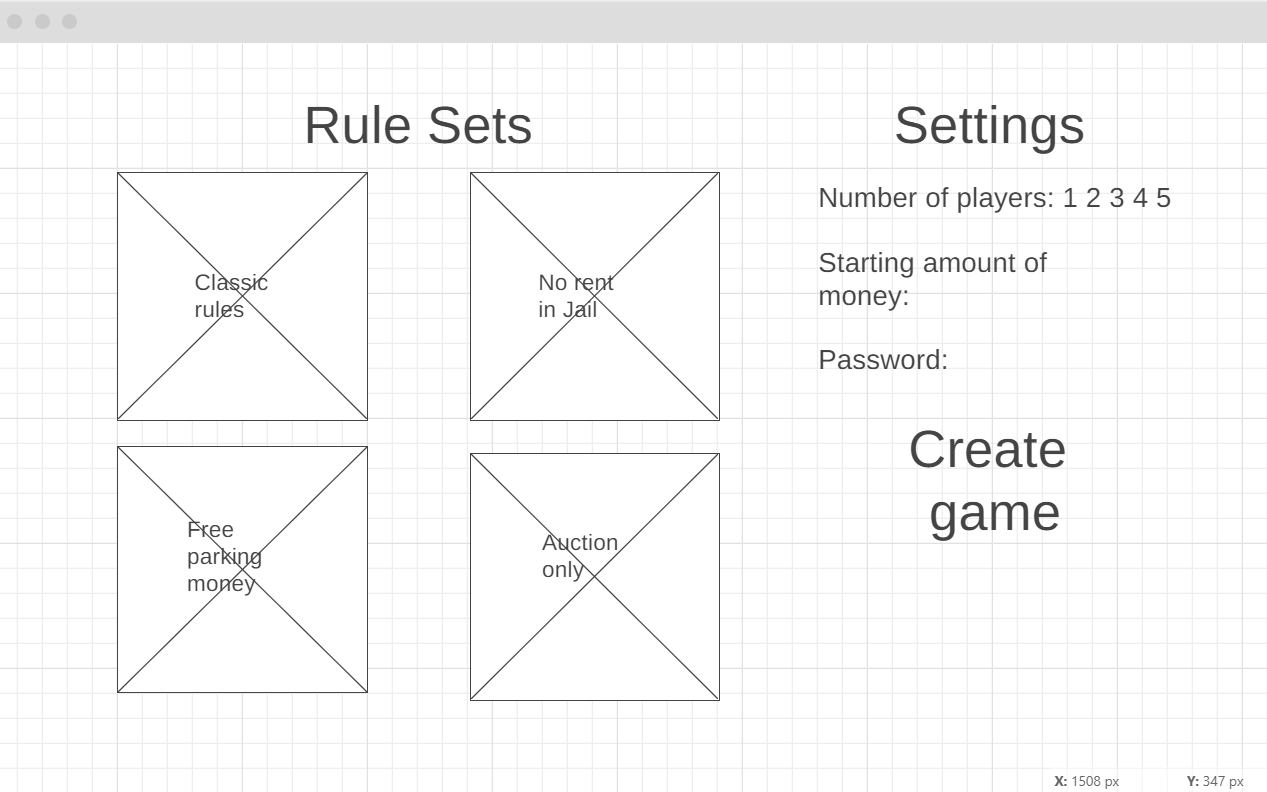 Rule Sets
Classic
rules
No rent
in Jail
Free
parking
money
Auction
only
Settings
Number of players: 1 2 3 4 5
Starting amount of
money:
Password:
Create
game
X: 1508 px
Y: 347 px